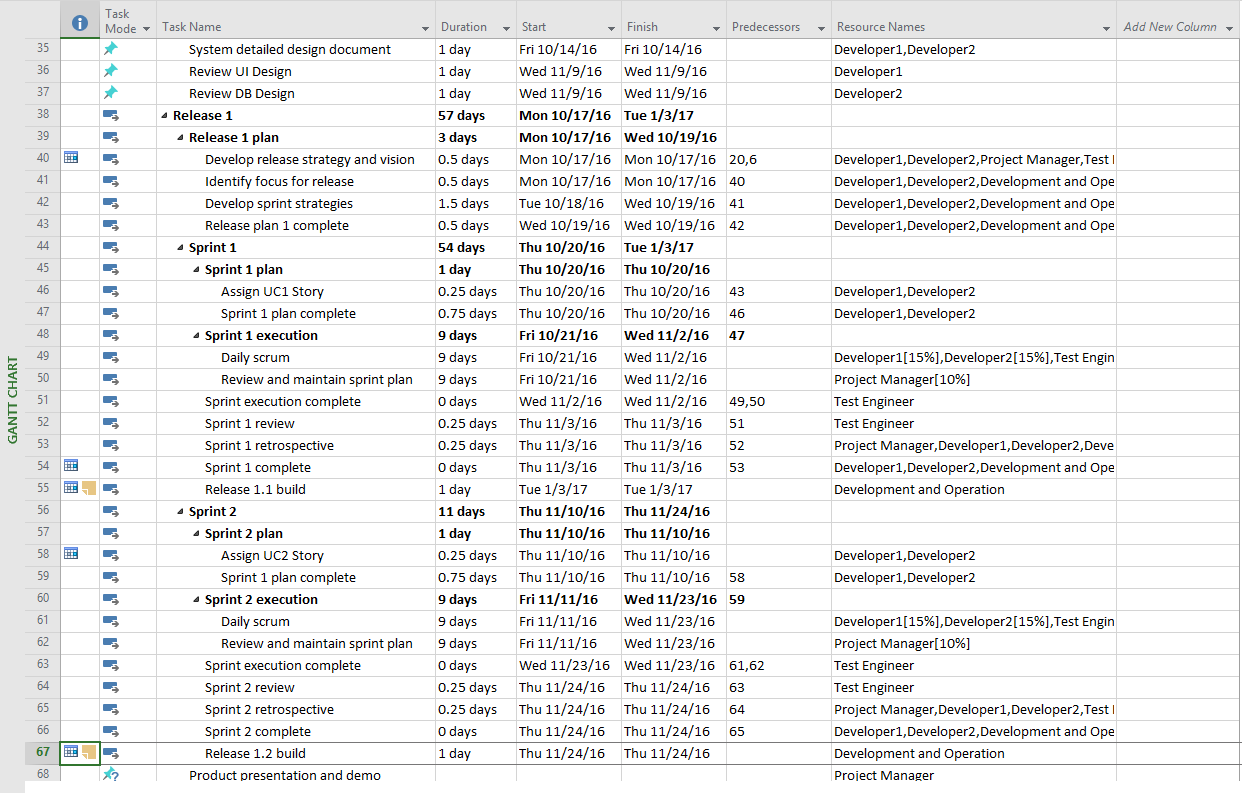 Task Mode Task Name Duration Start Finish Predecessors Resource Names Add New Column
35 System detailed design document 1 day Fri 10/14/16 Fri 10/14/16 Developer1,Developer2
36 Review UI Design 1 day Wed 11/9/16 Wed 11/9/16 Developer1
37 Review DB Design 1 day Wed 11/9/16 Wed 11/9/16 Developer2
38 Release 1 57 days Mon 10/17/16 Tue 1/3/17
39 Release 1 plan 3 days Mon 10/17/16 Wed 10/19/16
40 Develop release strategy and vision 0.5 days Mon 10/17/16 Mon 10/17/16 20,6 Developer1,Developer2,Project Manager,Test
41 Identify focus for release 0.5 days Mon 10/17/16 Mon 10/17/16 40 Developer1,Developer2,Development and Ope
42 Develop sprint strategies 1.5 days Tue 10/18/16 Wed 10/19/16 41 Developer1,Developer2,Development and Ope
43 Release plan 1 complete 0.5 days Wed 10/19/16 Wed 10/19/16 42 Developer1,Developer2,Development and Ope
44 Sprint 1 54 days Thu 10/20/16 Tue 1/3/17
45 Sprint 1 plan 1 day Thu 10/20/16 Thu 10/20/16
46 Assign UC1 Story 0.25 days Thu 10/20/16 Thu 10/20/16 43 Developer1,Developer2
47 Sprint 1 plan complete 0.75 days Thu 10/20/16 Thu 10/20/16 46 Developer1,Developer2
48 Sprint 1 execution 9 days Fri 10/21/16 Wed 11/2/16 47
49 Daily scrum 9 days Fri 10/21/16 Wed 11/2/16 Developer1[15%],Developer2[15%],Test Engin
50 Review and maintain sprint plan 9 days Fri 10/21/16 Wed 11/2/16 Project Manager[10%]
51 Sprint execution complete 0 days Wed 11/2/16 Wed 11/2/16 49,50 Test Engineer
52 Sprint 1 review 0.25 days Thu 11/3/16 Thu 11/3/16 51 Test Engineer
53 Sprint 1 retrospective 0.25 days Thu 11/3/16 Thu 11/3/16 52 Project Manager,Developer1,Developer2,Deve
54 Sprint 1 complete 0 days Thu 11/3/16 Thu 11/3/16 53 Developer1,Developer2,Development and Ope
55 Release 1.1 build 1 day Tue 1/3/17 Tue 1/3/17 Development and Operation
56 Sprint 2 11 days Thu 11/10/16 Thu 11/24/16
57 Sprint 2 plan 1 day Thu 11/10/16 Thu 11/10/16
58 Assign UC2 Story 0.25 days Thu 11/10/16 Thu 11/10/16 Developer1,Developer2
59 Sprint 1 plan complete 0.75 days Thu 11/10/16 Thu 11/10/16 58 Developer1,Developer2
60 Sprint 2 execution 9 days Fri 11/11/16 Wed 11/23/16 59
61 Daily scrum 9 days Fri 11/11/16 Wed 11/23/16 Developer1[15%],Developer2[15%],Test Engin
62 Review and maintain sprint plan 9 days Fri 11/11/16 Wed 11/23/16 Project Manager[10%]
63 Sprint execution complete 0 days Wed 11/23/16 Wed 11/23/16 61,62 Test Engineer
64 Sprint 2 review 0.25 days Thu 11/24/16 Thu 11/24/16 63 Test Engineer
65 Sprint 2 retrospective 0.25 days Thu 11/24/16 Thu 11/24/16 64 Project Manager,Developer1,Developer2,Test
66 Sprint 2 complete 0 days Thu 11/24/16 Thu 11/24/16 65 Developer1,Developer2,Development and Ope
67 Release 1.2 build 1 day Thu 11/24/16 Thu 11/24/16 Development and Operation
68 Product presentation and demo Project Manager
GANTT CHART